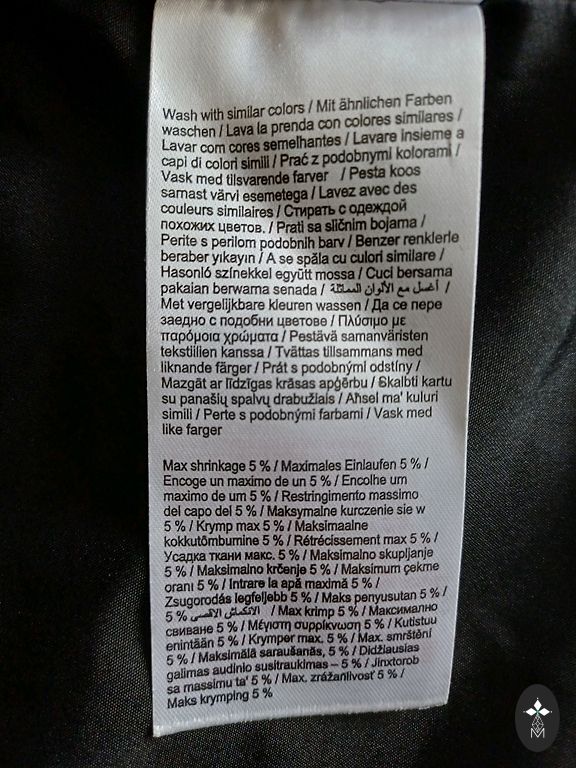 Wash with similar colors / Mit ähnlichen Farben
waschen / Lava la prenda con colores similares /
Lavar com cores semelhantes / Lavare insieme a
capi di colori simili / Prać z podobnymi kolorami /
Vask med tilsvarende farver / Pesta koos
samast värvi esemetega / Lavez avec des
couleurs similaires / Стирать с одеждой
похожих цветов. / Prati sa sličnim bojama /
Perite s perilom podobnih barv / Benzer renklerle
beraber yıkayın / A se spăla cu culori similare /
Hasonló színekkel együtt mossa / Cuci bersama
pakaian berwarna senada / أغسل مع الألوان المماثلة /
Met vergelijkbare kleuren wassen / Да се пере
заедно с подобни цветове / Πλύσιμο με
παρόμοια χρώματα / Pestävä samanväristen
tekstiilien kanssa / Tvättas tillsammans med
liknande färger / Prát s podobnými odstíny /
Mazgāt ar līdzīgas krāsas apģērbu / Skalbti kartu
su panašių spalvų drabužiais / Aħsel ma' kuluri
simili / Perte s podobnými farbami / Vask med
like farger
Max shrinkage 5 % / Maximales Einlaufen 5 % /
Encoge un maximo de un 5 % / Encolhe um
maximo de um 5 % / Restringimento massimo
del capo del 5 % / Maksymalne kurczenie sie w
5 % / Krymp max 5 % / Maksimaalne
kokkutõmbumine 5 % / Rétrécissement max 5 % /
Усадка ткани макс. 5 % / Maksimalno skupljanje
5 % / Maksimalno krčenje 5 % / Maksimum çekme
oranı 5 % / Intrare la apă maximă 5 % /
Zsugorodás legfeljebb 5 % / Maks penyusutan 5 % /
5 % الانكماش الاقصى / Max krimp 5 % / Максимално
свиване 5 % / Μέγιστη συρρίκνωση 5 % / Kutistuu
enintään 5 % / Krymper max. 5 % / Max. smrštění
5 % / Maksimālā saraušanās, 5 % / Didžiausias
galimas audinio susitraukimas – 5 % / Jinxtorob
sa massimu ta' 5 % / Max. zrážanlivosť 5 % /
Maks krymping 5 %